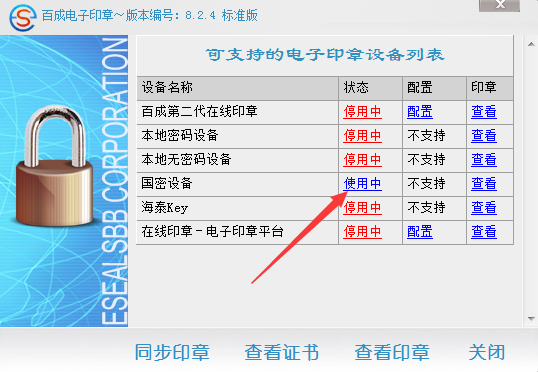 百成电子印章～版本编号：8.2.4 标准版
X
可支持的电子印章设备列表
设备名称 状态 配置 印章
百成第二代在线印章 停用中 配置 查看
本地密码设备 停用中 不支持 查看
本地无密码设备 停用中 不支持 查看
国密设备 使用中 不支持 查看
海泰Key 停用中 不支持 查看
在线印章－电子印章平台 停用中 配置 查看
ESEALSBB CORPORATION
同步印章 查看证书 查看印章 关闭